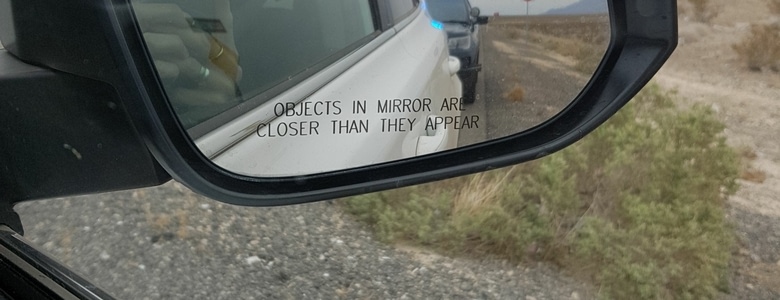 OBJECTS IN MIRROR ARE
CLOSER THAN THEY APPEAR